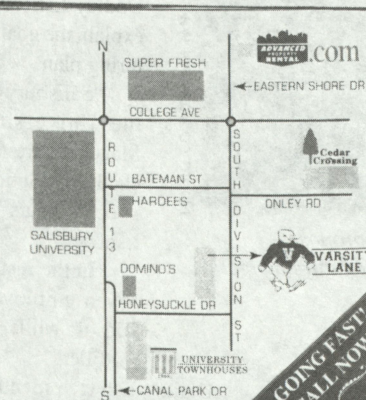 N
ADVANCED
PROPERTY
RENTAL
.com
SUPER FRESH
EASTERN SHORE DR
COLLEGE AVE
ROUTE 13
SOUTH DIVISION ST
Cedar
Crossing
BATEMAN ST
HARDEES
ONLEY RD
SALISBURY
UNIVERSITY
V
VARSITY
LANE
DOMINO'S
HONEYSUCKLE DR
UNIVERSITY
TOWNHOUSES
GOING FAST!
CALL NOW
S
CANAL PARK DR